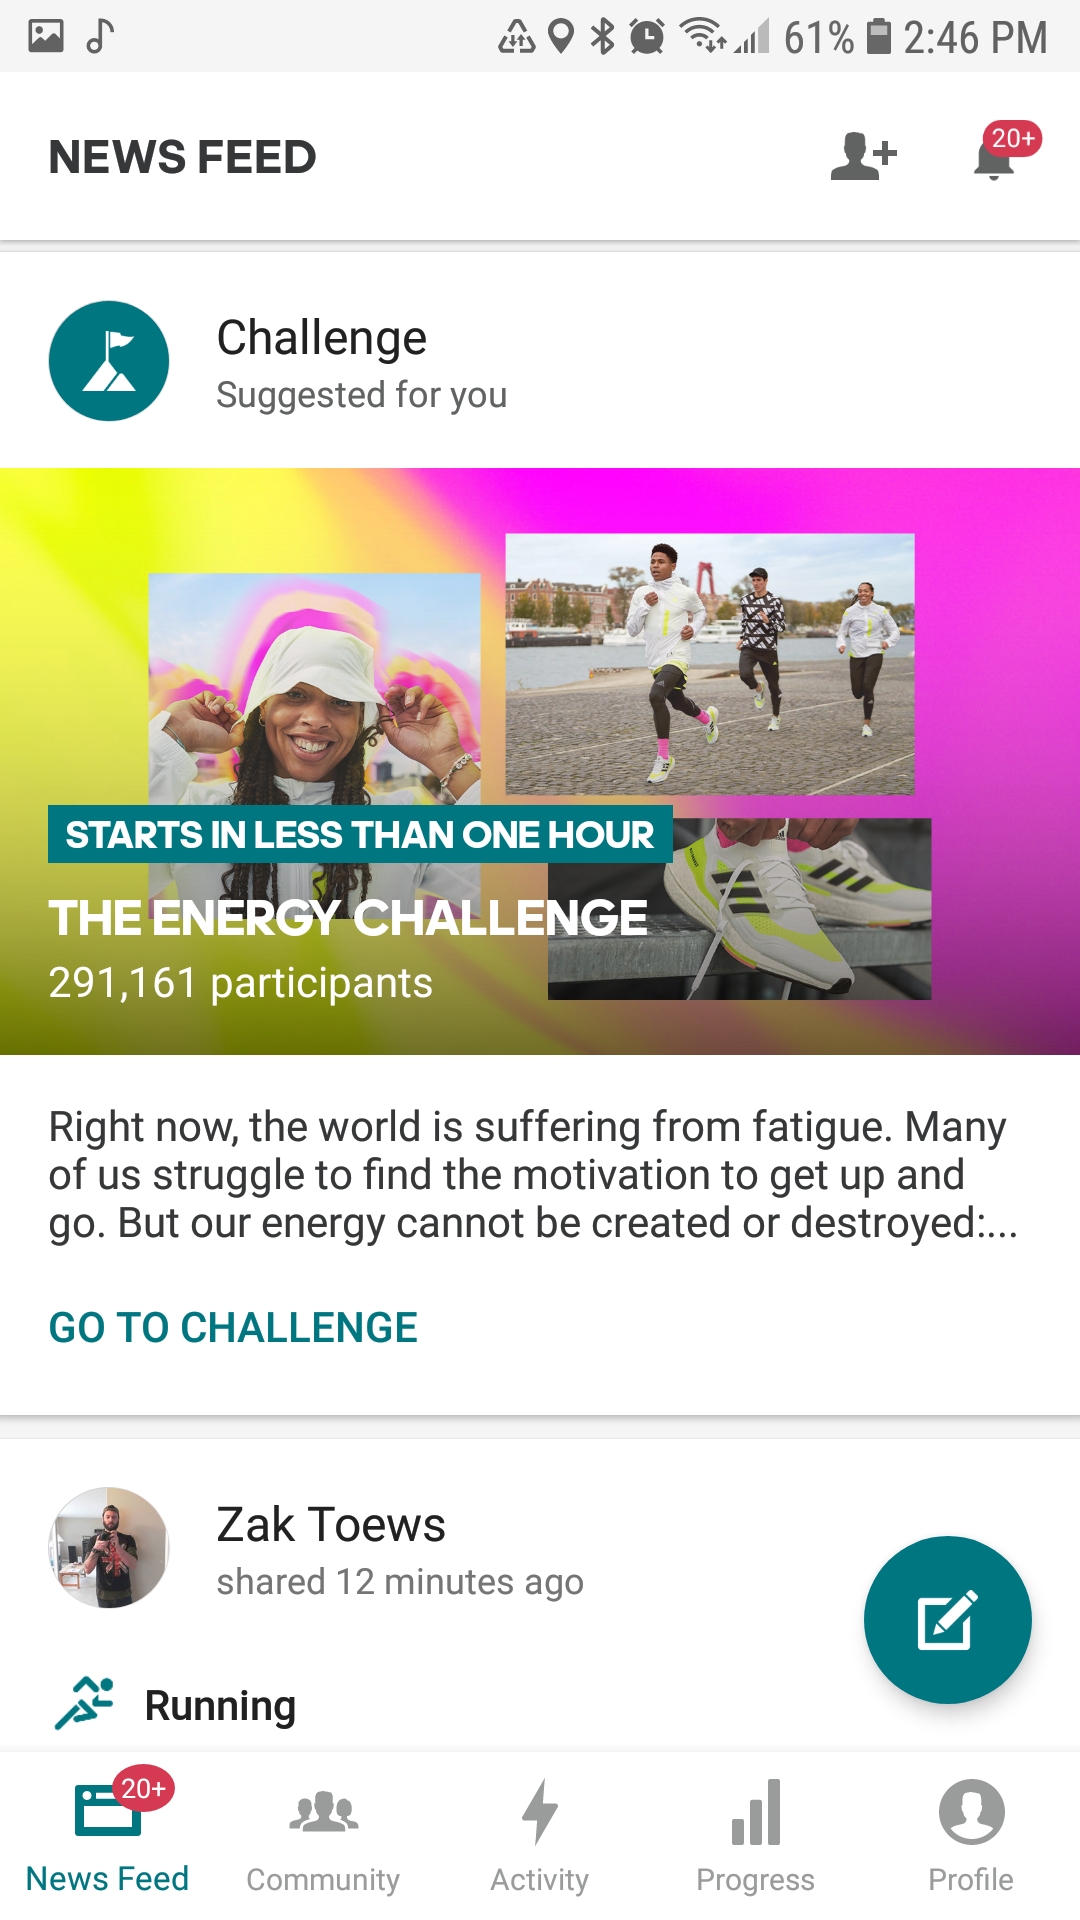 61% 2:46 PM
NEWS FEED
20+
Challenge
Suggested for you
STARTS IN LESS THAN ONE HOUR
THE ENERGY CHALLENGE
291,161 participants
Right now, the world is suffering from fatigue. Many
of us struggle to find the motivation to get up and
go. But our energy cannot be created or destroyed:...
GO TO CHALLENGE
Zak Toews
shared 12 minutes ago
Running
20+
News Feed
Community
Activity
Progress
Profile